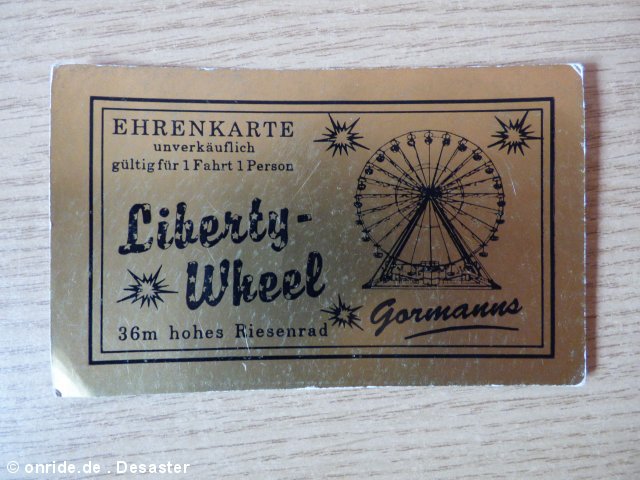 EHRENKARTE
unverkäuflich
gültig für 1 Fahrt 1 Person
Liberty-
Wheel
36m hohes Riesenrad
Gormanns
© onride.de . Desaster